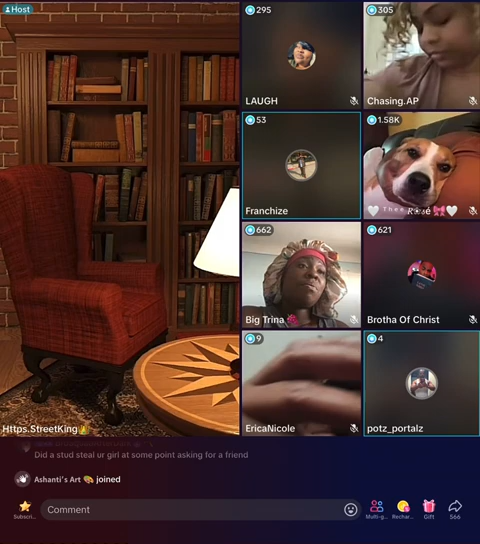 Host
Https.StreetKing👑
295
LAUGH
305
Chasing.AP
53
Franchize
1.58K
🤍 ᵀʰᵉᵉ 𝑅𝑜𝓈é 🎀🤍
662
Big Trina 🌹
621
Brotha Of Christ
9
EricaNicole
4
potz_portalz
Did a stud steal ur girl at some point asking for a friend
Ashanti's Art 🎨 joined
Subscri...
Comment
Multi-g...
Rechar...
Gift
566